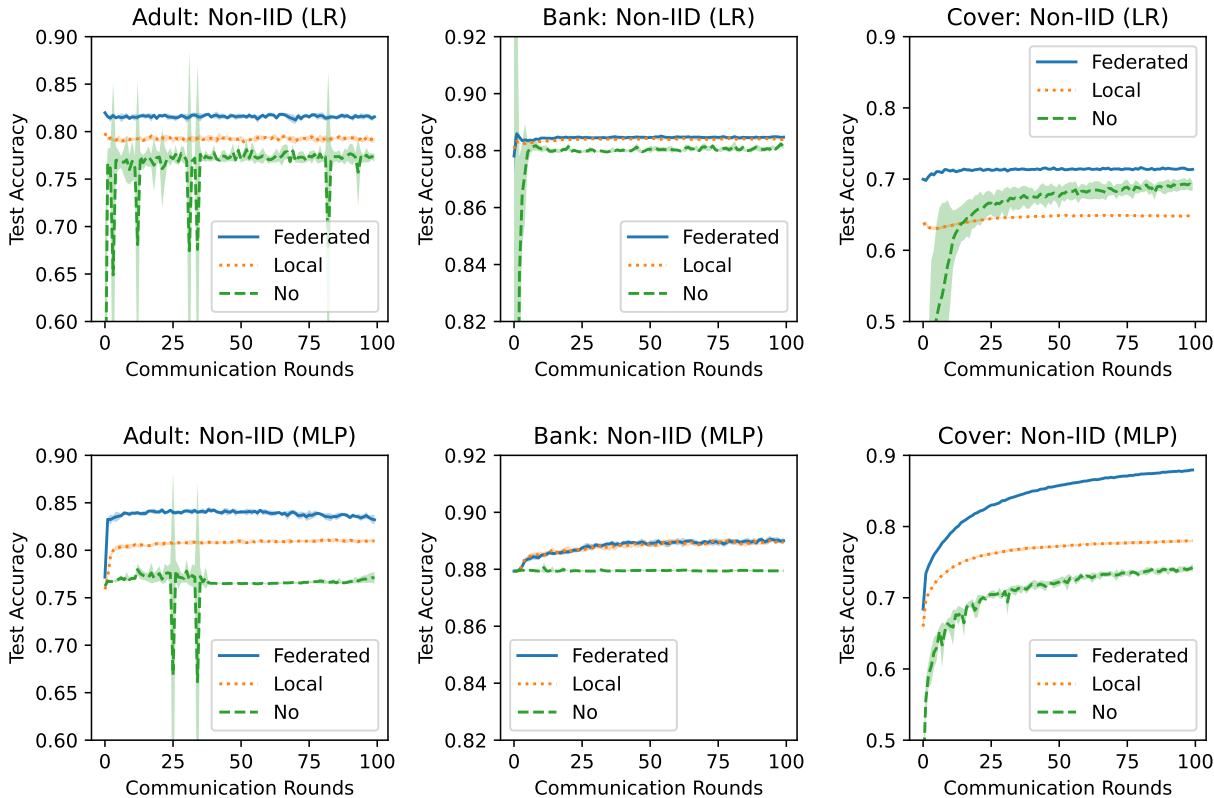 Adult: Non-IID (LR)
Test Accuracy
0.90
0.85
0.80
0.75
0.70
0.65
0.60
Federated
Local
No
0 25 50 75 100
Communication Rounds
Bank: Non-IID (LR)
Test Accuracy
0.92
0.90
0.88
0.86
0.84
0.82
Federated
Local
No
0 25 50 75 100
Communication Rounds
Cover: Non-IID (LR)
Test Accuracy
0.9
0.8
0.7
0.6
0.5
Federated
Local
No
0 25 50 75 100
Communication Rounds
Adult: Non-IID (MLP)
Test Accuracy
0.90
0.85
0.80
0.75
0.70
0.65
0.60
Federated
Local
No
0 25 50 75 100
Communication Rounds
Bank: Non-IID (MLP)
Test Accuracy
0.92
0.90
0.88
0.86
0.84
0.82
Federated
Local
No
0 25 50 75 100
Communication Rounds
Cover: Non-IID (MLP)
Test Accuracy
0.9
0.8
0.7
0.6
0.5
Federated
Local
No
0 25 50 75 100
Communication Rounds